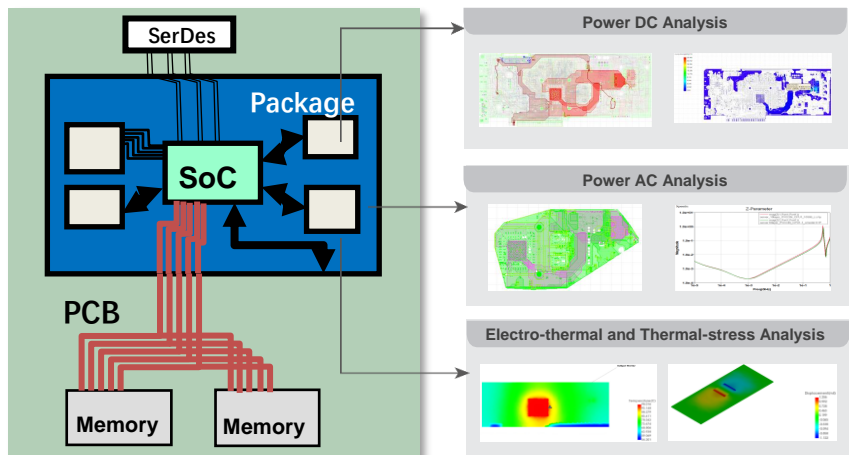 SerDes
Package
SoC
PCB
Memory
Memory
Power DC Analysis
Power AC Analysis
Z-Parameter
Electro-thermal and Thermal-stress Analysis